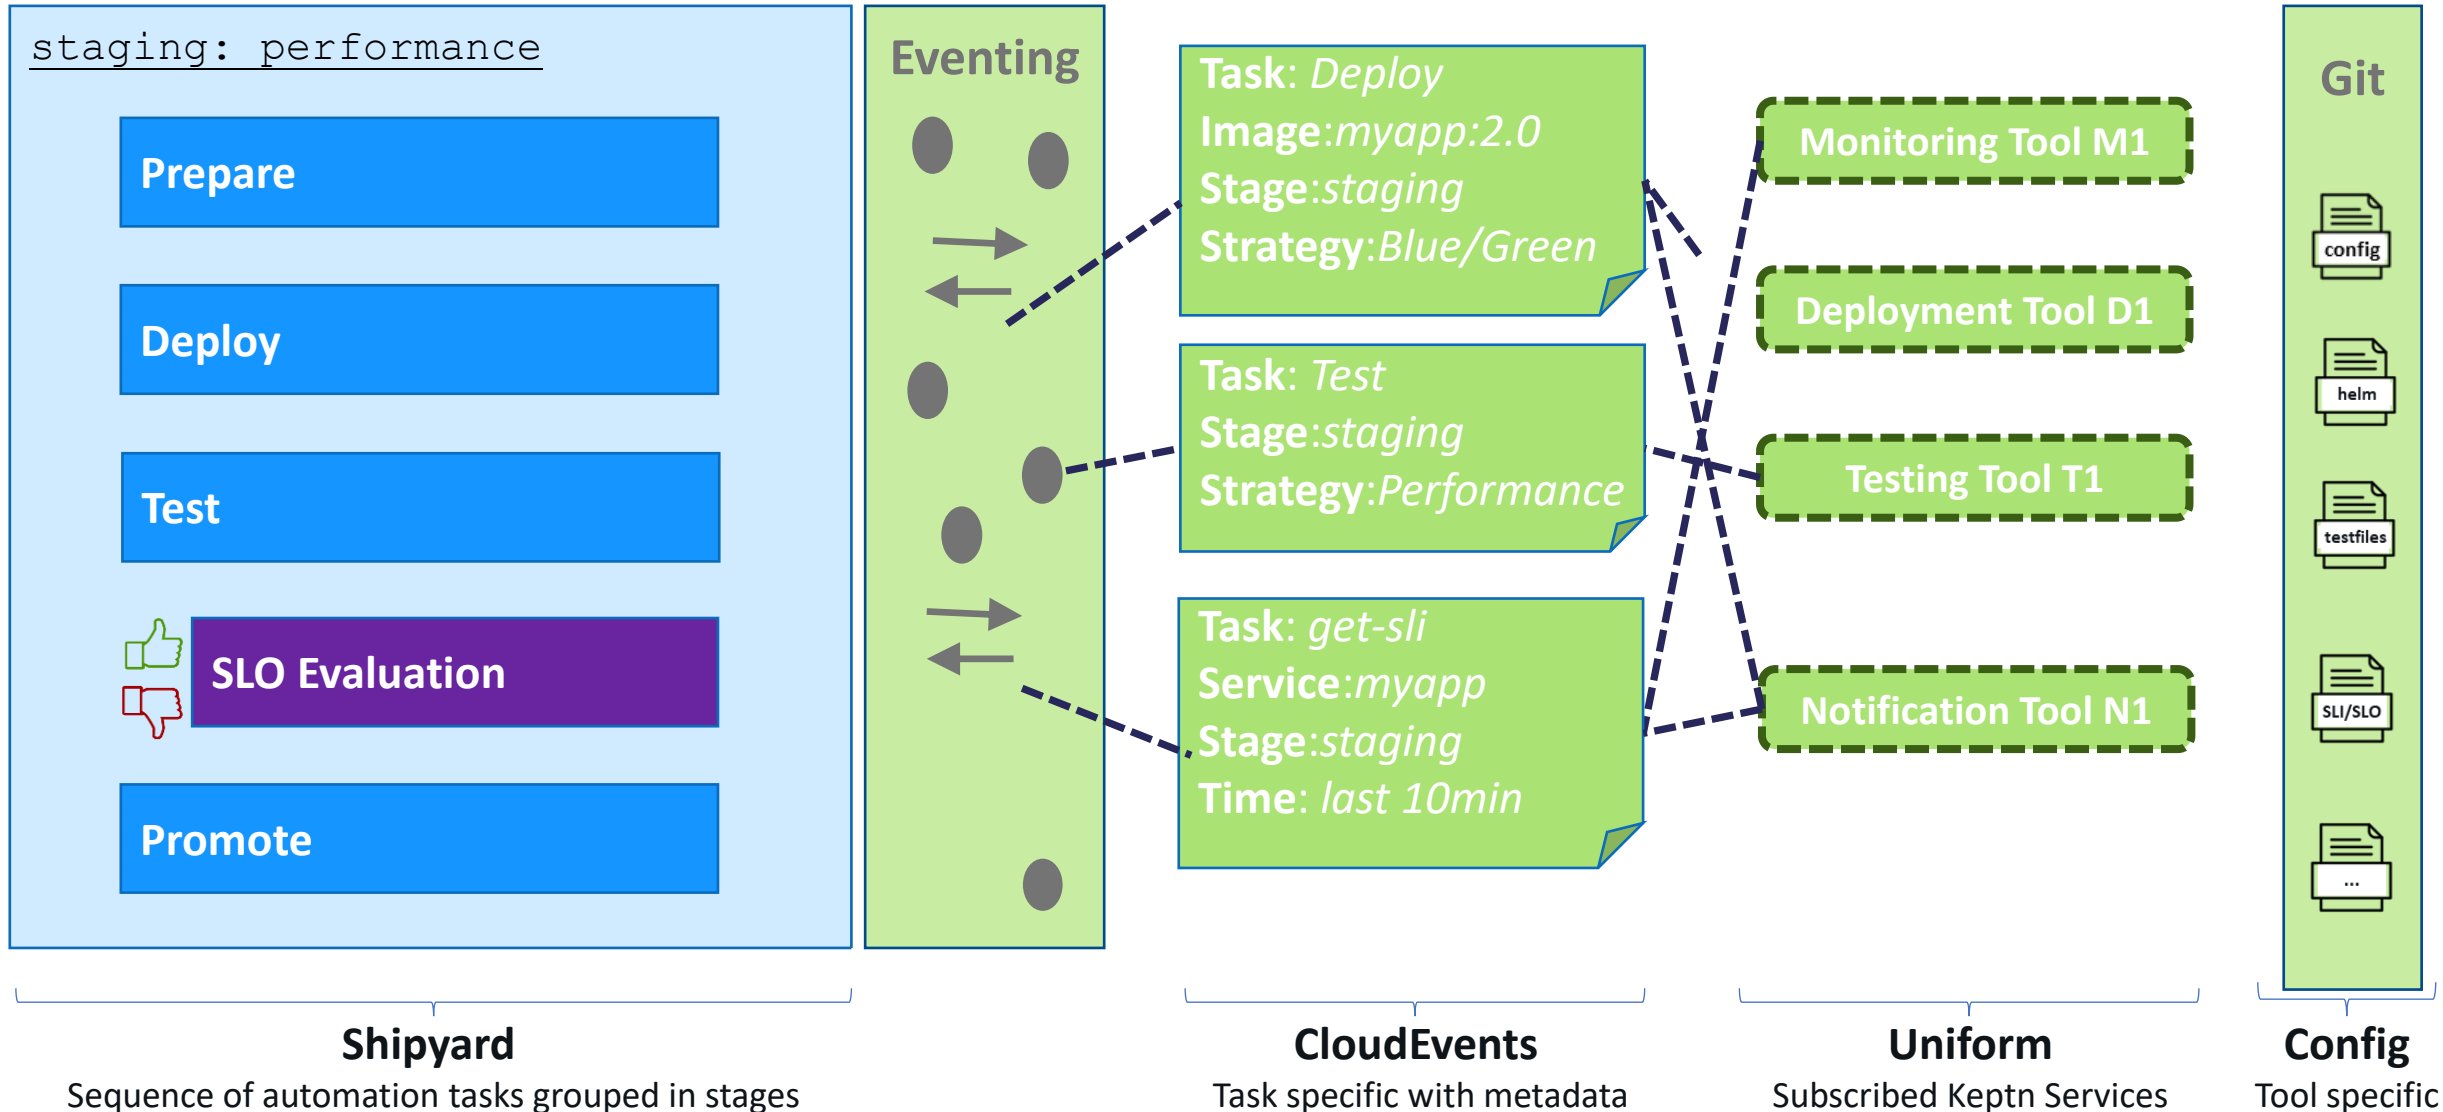 staging: performance
Prepare
Deploy
Test
SLO Evaluation
Promote
Eventing
Task: Deploy
Image:myapp:2.0
Stage:staging
Strategy:Blue/Green
Task: Test
Stage:staging
Strategy:Performance
Task: get-sli
Service:myapp
Stage:staging
Time: last 10min
Monitoring Tool M1
Deployment Tool D1
Testing Tool T1
Notification Tool N1
Git
config
helm
testfiles
SLI/SLO
...
Shipyard
Sequence of automation tasks grouped in stages
CloudEvents
Task specific with metadata
Uniform
Subscribed Keptn Services
Config
Tool specific